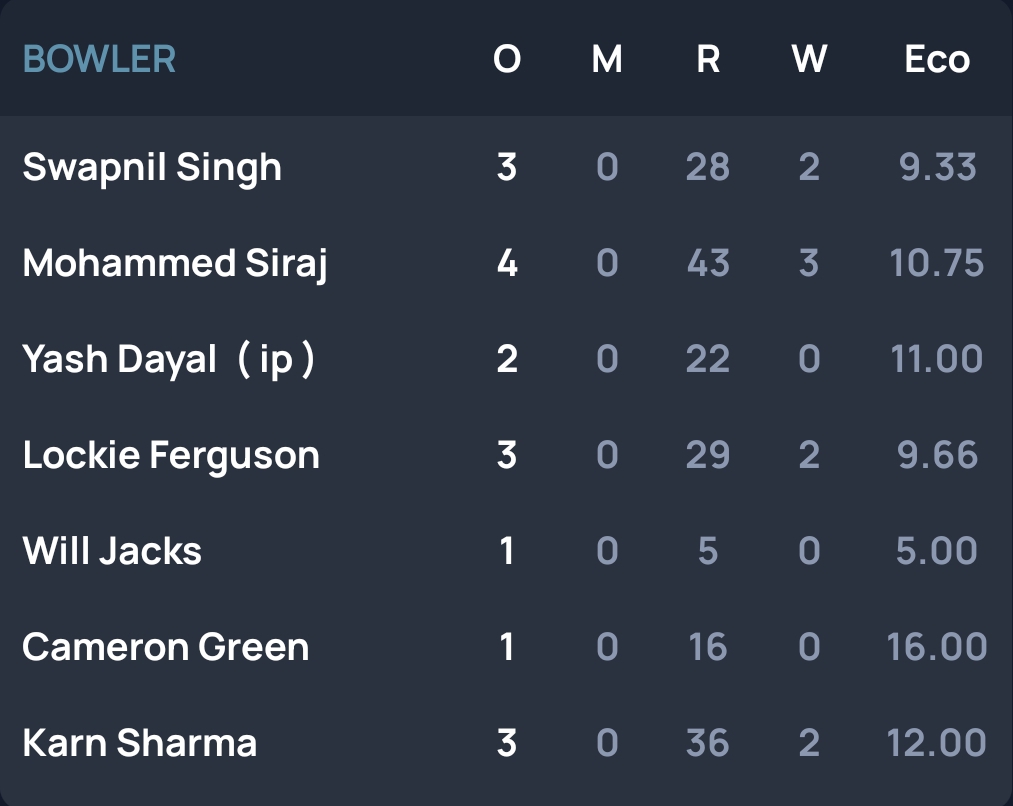 BOWLER O M R W Eco
Swapnil Singh 3 0 28 2 9.33
Mohammed Siraj 4 0 43 3 10.75
Yash Dayal ( ip ) 2 0 22 0 11.00
Lockie Ferguson 3 0 29 2 9.66
Will Jacks 1 0 5 0 5.00
Cameron Green 1 0 16 0 16.00
Karn Sharma 3 0 36 2 12.00